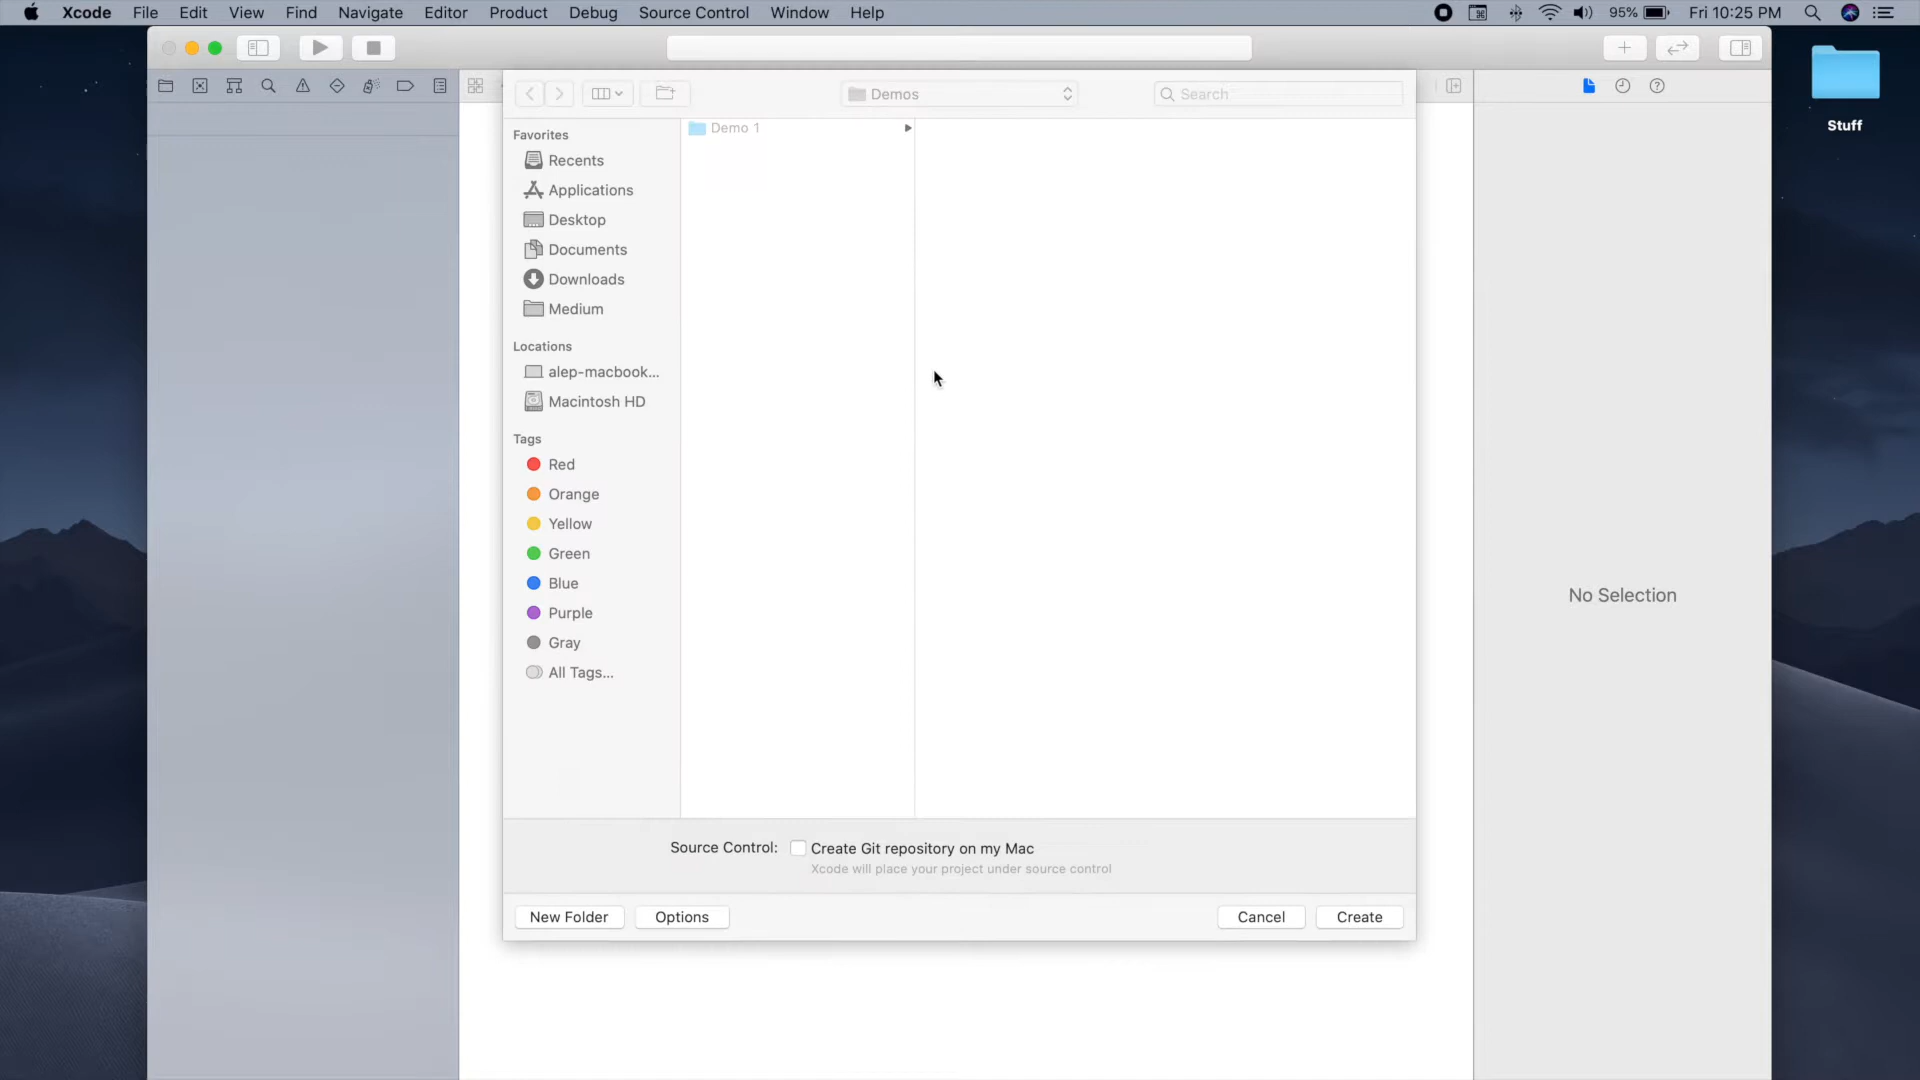 Xcode File Edit View Find Navigate Editor Product Debug Source Control Window Help 95% Fri 10:25 PM
Stuff
Demos
Search
Favorites
Recents
Applications
Desktop
Documents
Downloads
Medium
Locations
alep-macbook...
Macintosh HD
Tags
Red
Orange
Yellow
Green
Blue
Purple
Gray
All Tags...
Demo 1
No Selection
Source Control: Create Git repository on my Mac
Xcode will place your project under source control
New Folder Options Cancel Create